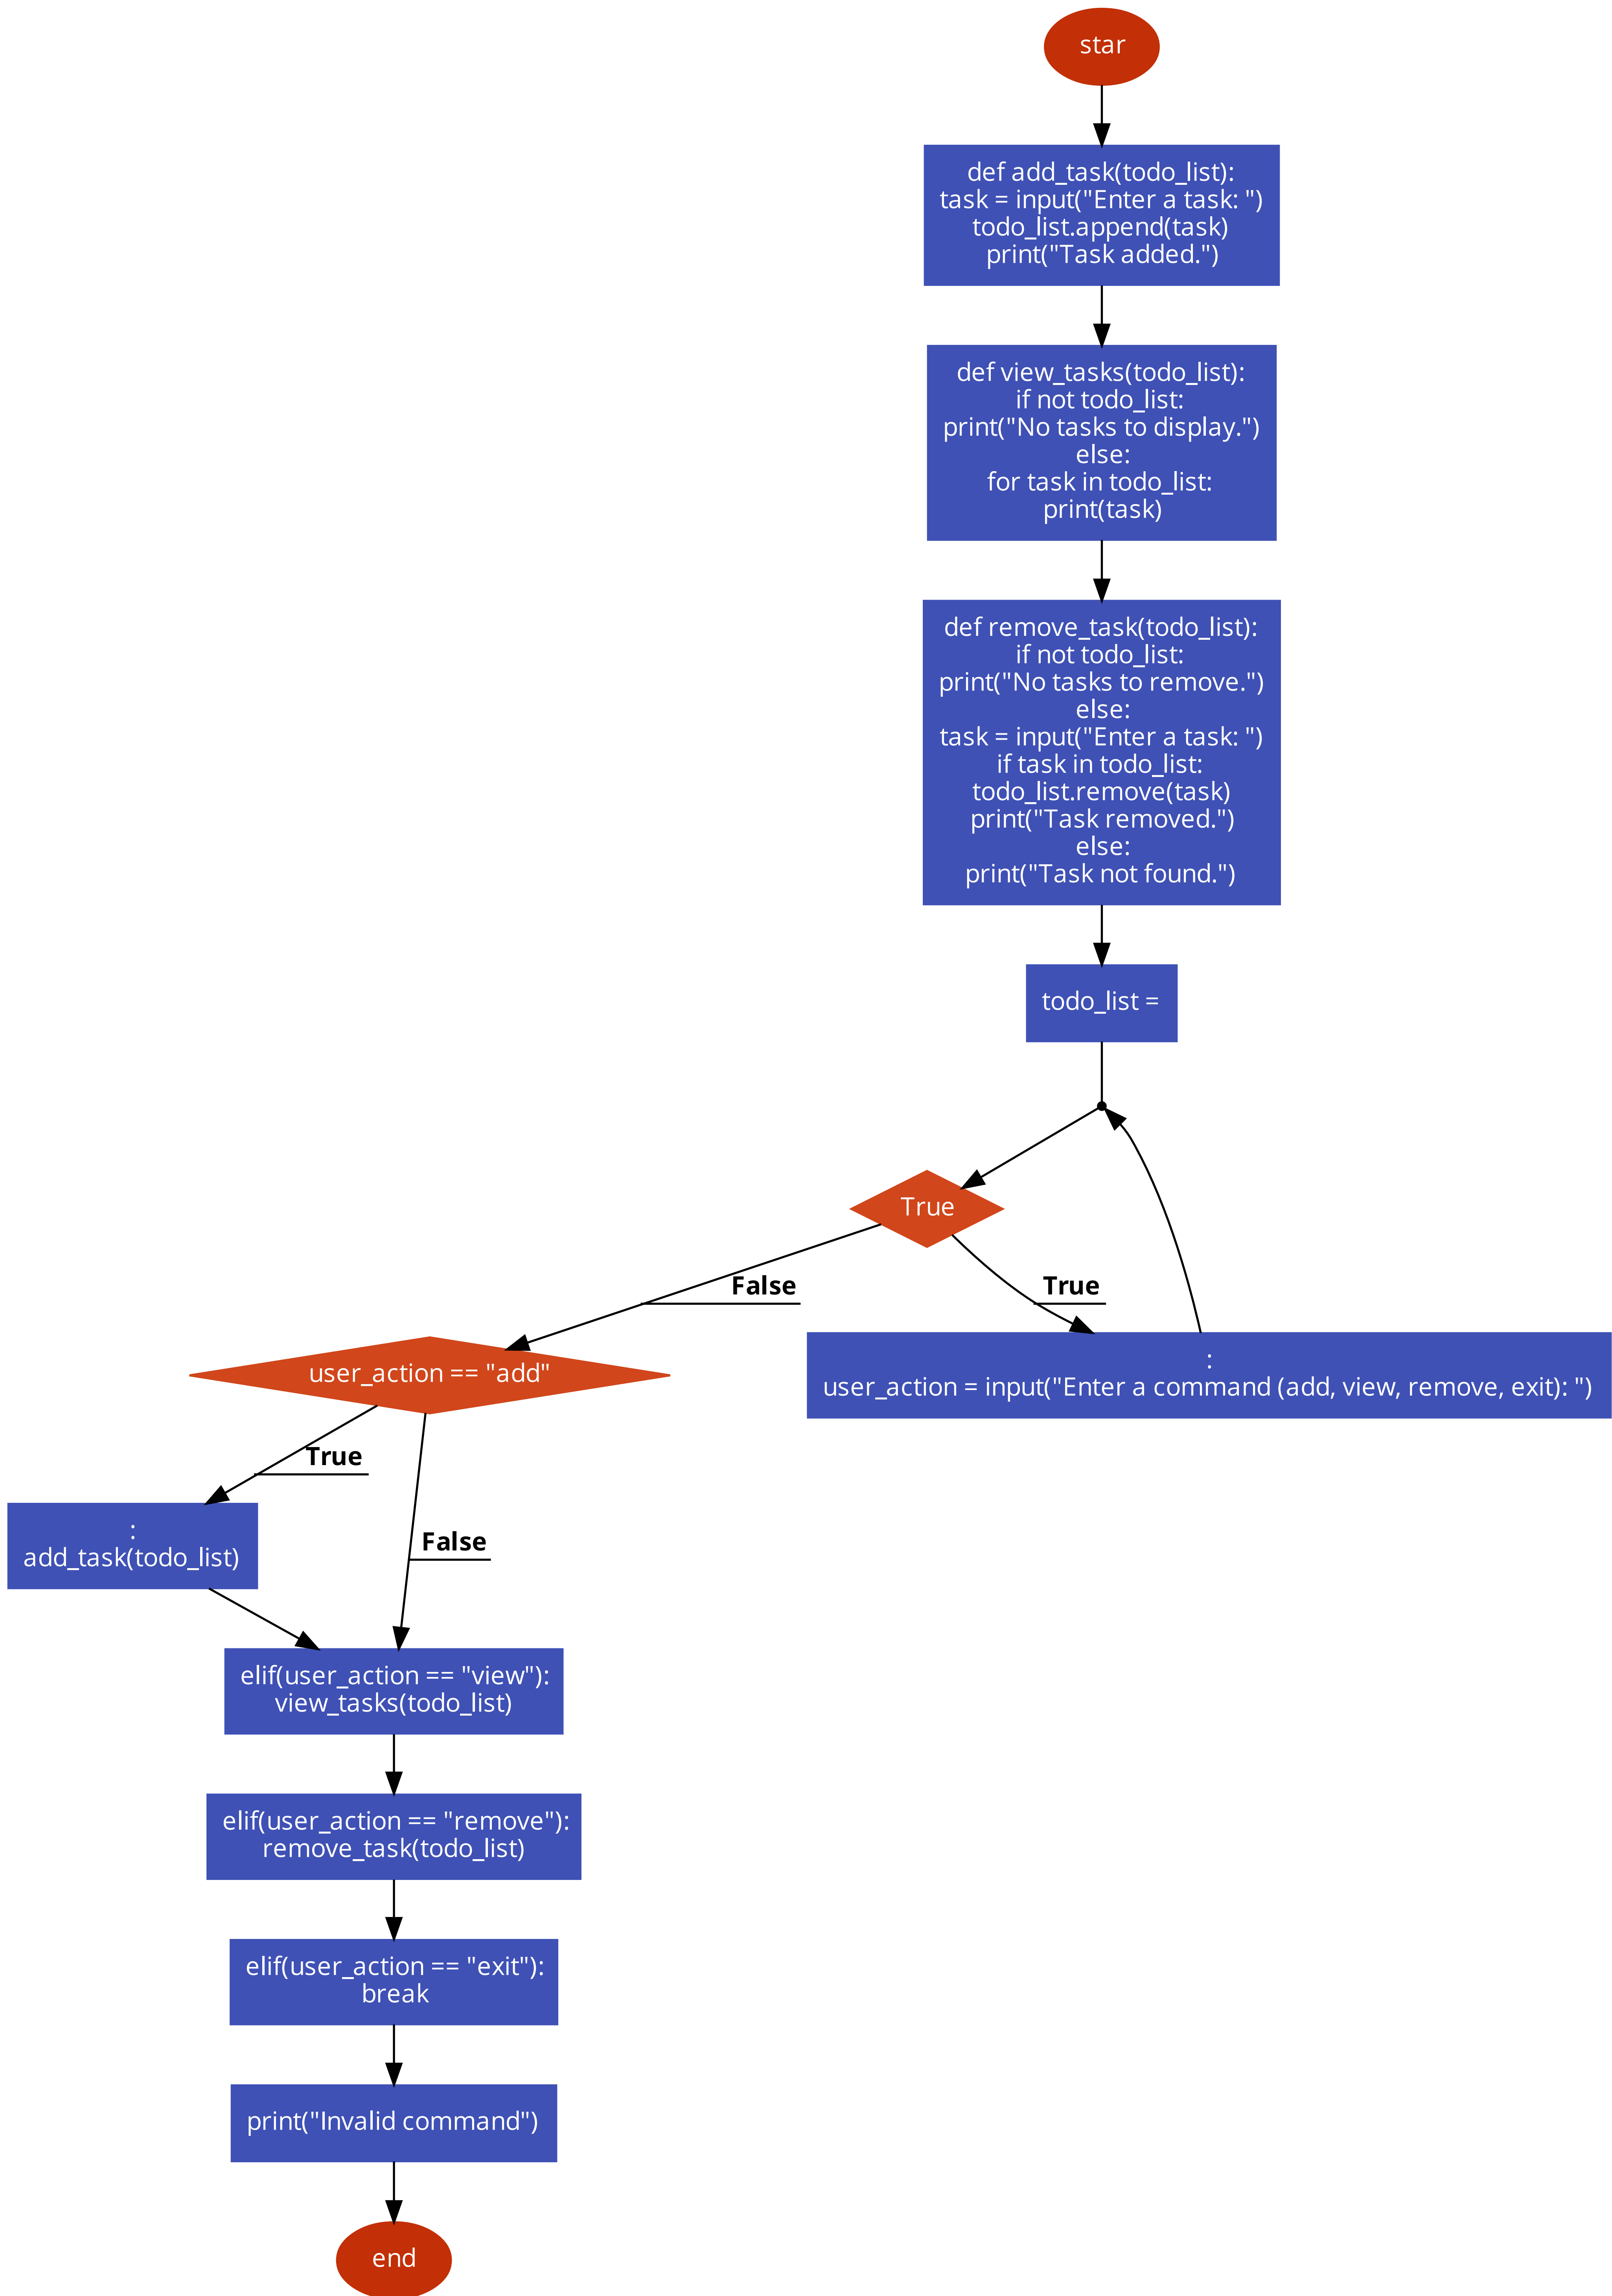 star
def add_task(todo_list):
task = input("Enter a task: ")
todo_list.append(task)
print("Task added.")
def view_tasks(todo_list):
if not todo_list:
print("No tasks to display.")
else:
for task in todo_list:
print(task)
def remove_task(todo_list):
if not todo_list:
print("No tasks to remove.")
else:
task = input("Enter a task: ")
if task in todo_list:
todo_list.remove(task)
print("Task removed.")
else:
print("Task not found.")
todo_list =
True
False
True
user_action == "add"
:
user_action = input("Enter a command (add, view, remove, exit): ")
True
False
:
add_task(todo_list)
elif(user_action == "view"):
view_tasks(todo_list)
elif(user_action == "remove"):
remove_task(todo_list)
elif(user_action == "exit"):
break
print("Invalid command")
end